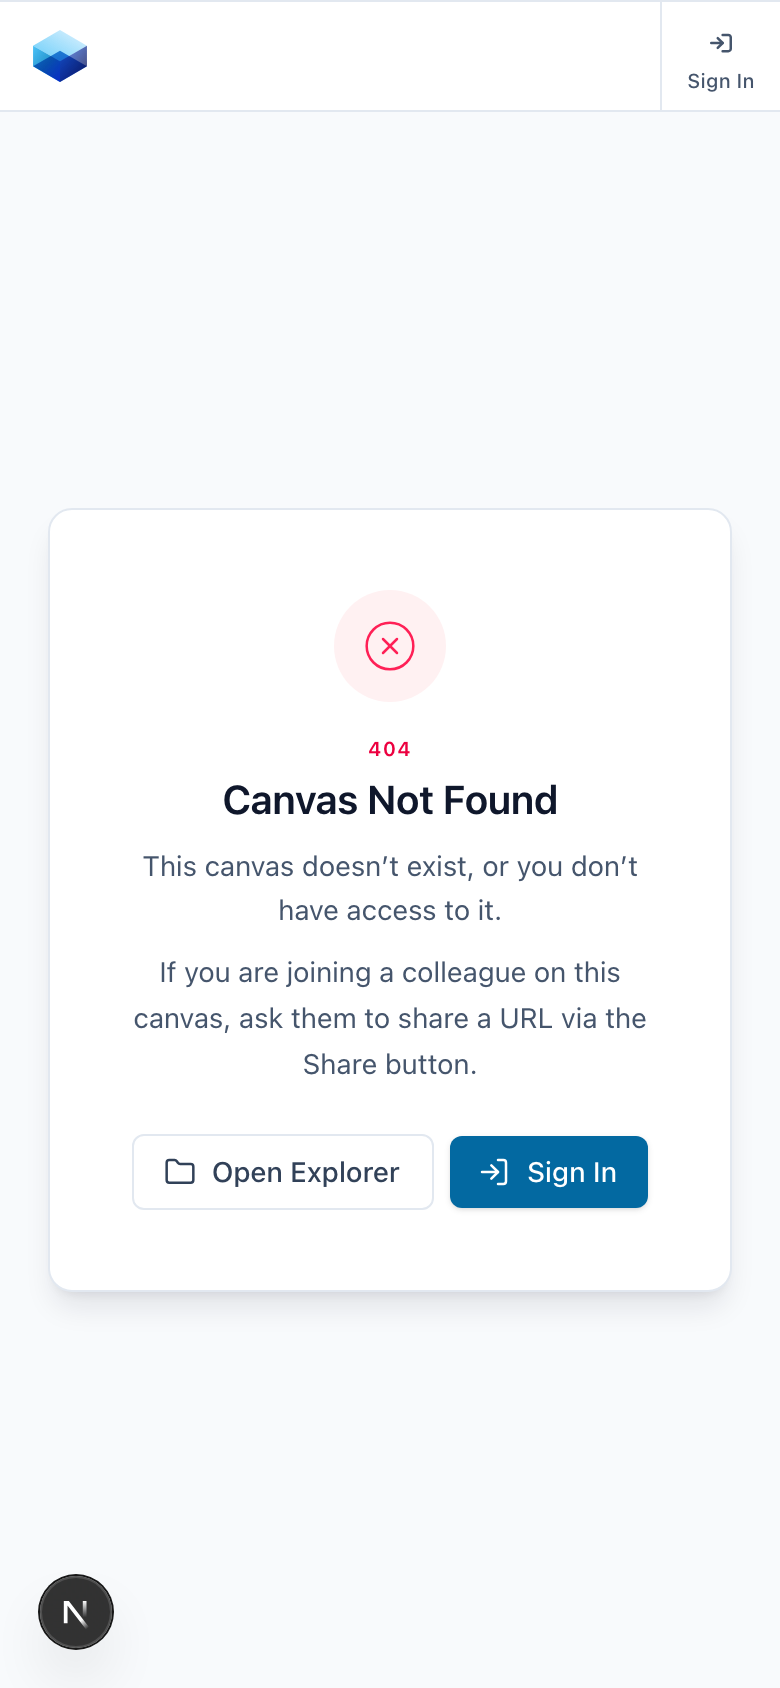 Sign In
404
Canvas Not Found
This canvas doesn’t exist, or you don’t
have access to it.
If you are joining a colleague on this
canvas, ask them to share a URL via the
Share button.
Open Explorer
Sign In
N